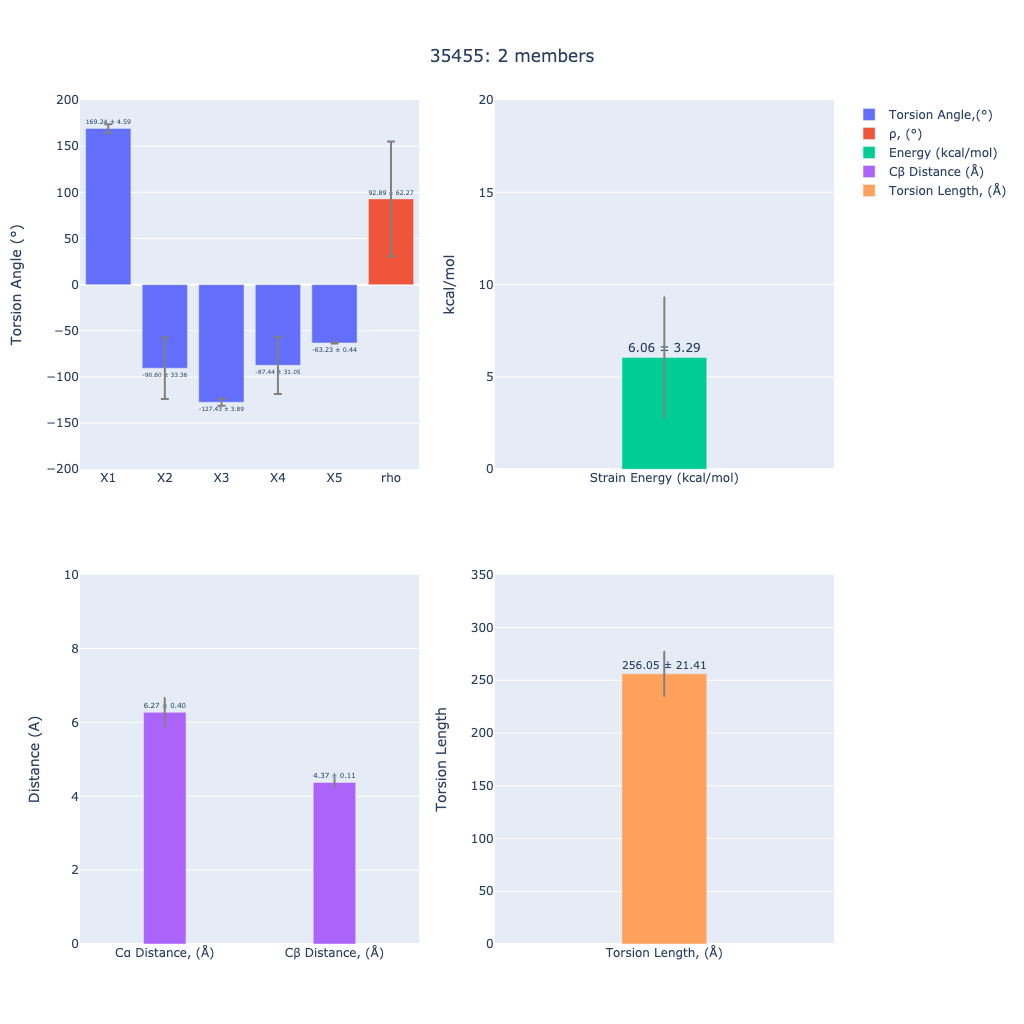 35455: 2 members
Torsion Angle (°)
200
150
100
50
0
−50
−100
−150
−200
169.24 ± 4.59
-90.60 ± 33.36
-127.43 ± 3.89
-87.44 ± 31.05
-63.23 ± 0.44
92.89 ± 62.27
X1 X2 X3 X4 X5 rho
kcal/mol
20
15
10
5
0
6.06 ± 3.29
Strain Energy (kcal/mol)
Torsion Angle,(°)
ρ, (°)
Energy (kcal/mol)
Cβ Distance (Å)
Torsion Length, (Å)
Distance (A)
10
8
6
4
2
0
6.27 ± 0.40
4.37 ± 0.11
Cα Distance, (Å) Cβ Distance, (Å)
Torsion Length
350
300
250
200
150
100
50
0
256.05 ± 21.41
Torsion Length, (Å)